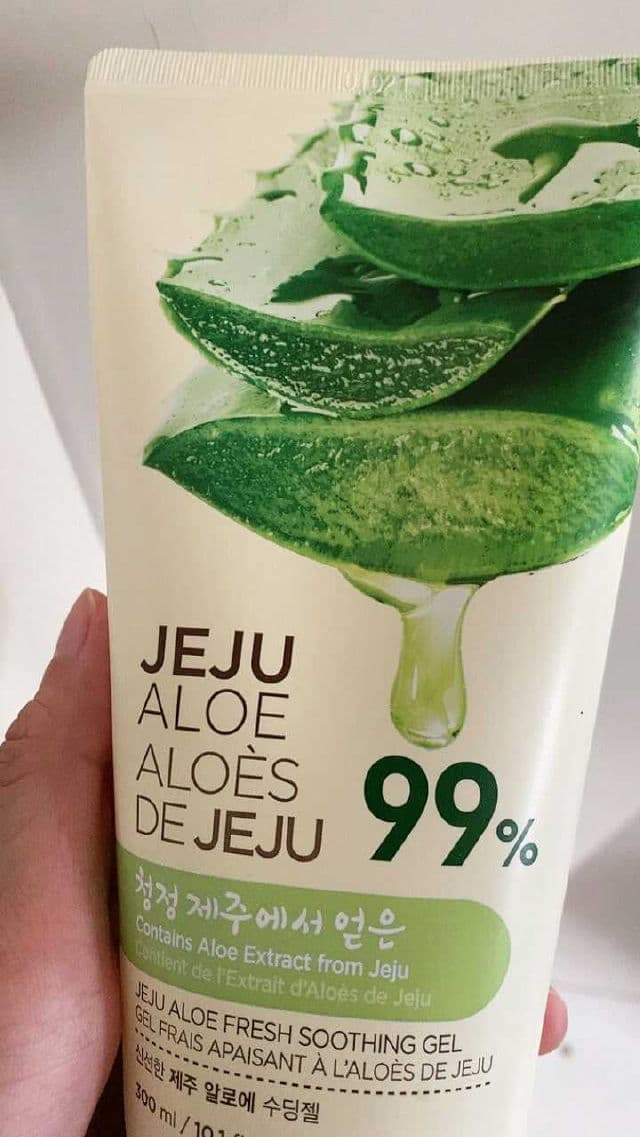 JEJU
ALOE
ALOÈS
DE JEJU
99%
청정 제주에서 얻은
Contains Aloe Extract from Jeju
Contient de l'Extrait d'Aloès de Jeju
JEJU ALOE FRESH SOOTHING GEL
GEL FRAIS APAISANT À L'ALOÈS DE JEJU
신선한 제주 알로에 수딩젤
300 ml / 10.1